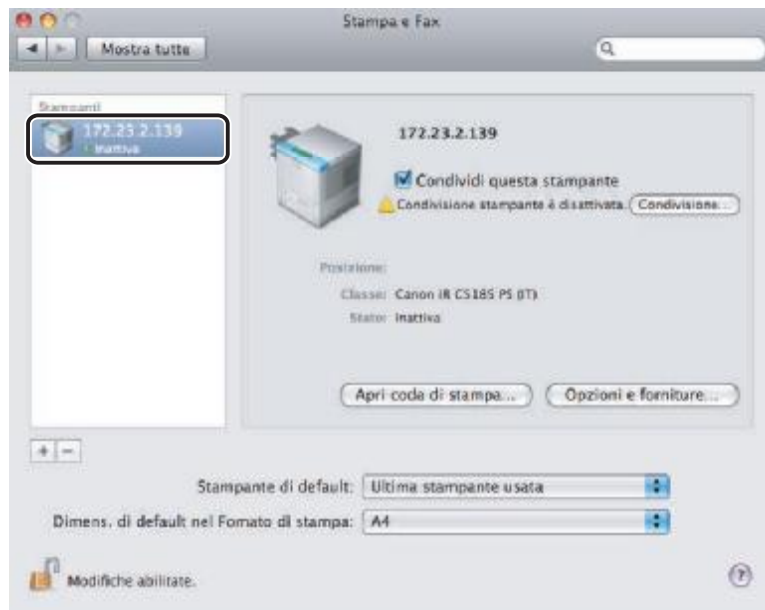 Stampa e Fax
Mostra tutte
Stampanti
172.23.2.139
Inattiva
172.23.2.139
Condividi questa stampante
Condivisione stampante è disattivata.
Condivisione...
Posizione:
Classe: Canon iR C5185 PS (IT)
Stato: Inattiva
Apri coda di stampa...
Opzioni e forniture...
+ -
Stampante di default: Ultima stampante usata
Dimens. di default nel Fomato di stampa: A4
Modifiche abilitate.
?